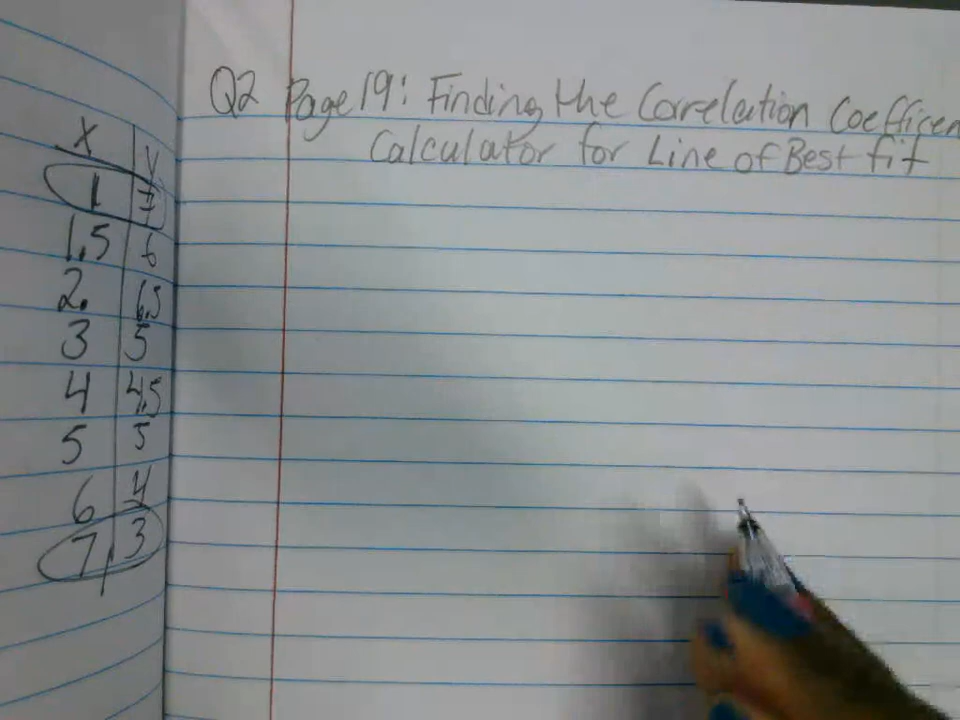 Q2 Page 19: Finding the Correlation Coefficen
Calculator for Line of Best fit
X Y
1 7
1.5 6
2. 6.5
3 5
4 4.5
5 5
6 4
7 3